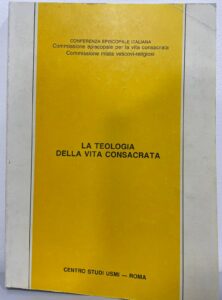 CONFERENZA EPISCOPALE ITALIANA
Commissione episcopale per la vita consacrata
Commissione mista vescovi-religiosi
LA TEOLOGIA
DELLA VITA CONSACRATA
CENTRO STUDI USMI — ROMA